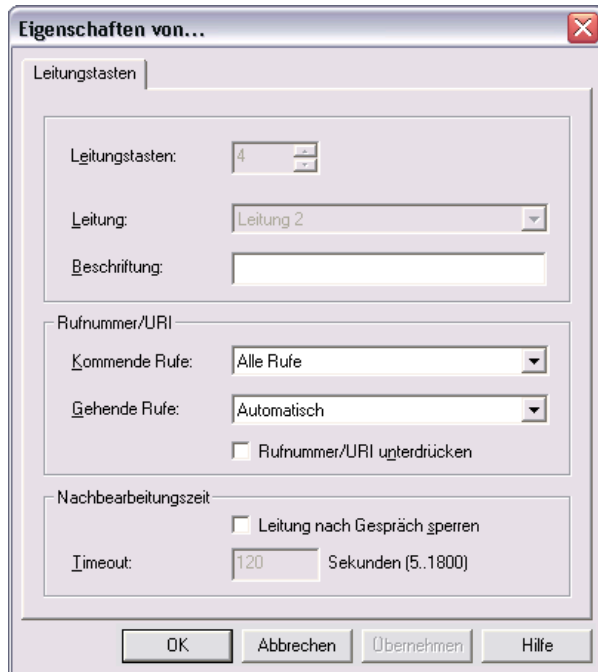 Eigenschaften von...
Leitungstasten
Leitungstasten: 4
Leitung: Leitung 2
Beschriftung:
Rufnummer/URI
Kommende Rufe: Alle Rufe
Gehende Rufe: Automatisch
Rufnummer/URI unterdrücken
Nachbearbeitungszeit
Leitung nach Gespräch sperren
Timeout: 120 Sekunden (5..1800)
OK Abbrechen Übernehmen Hilfe